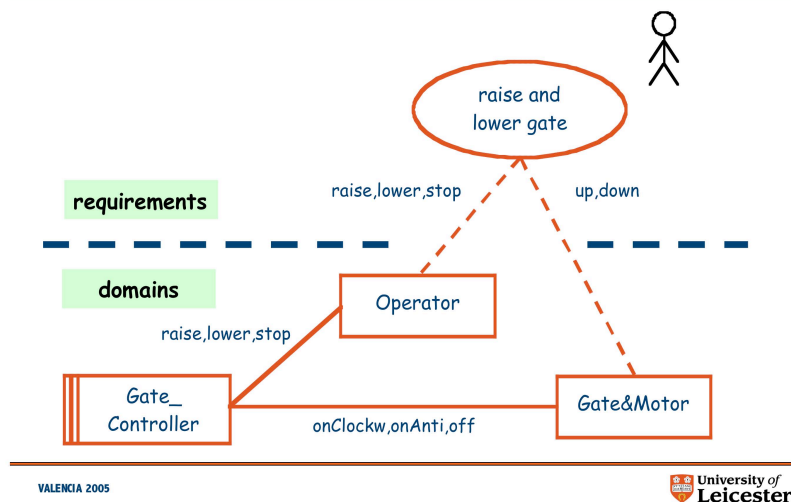 raise and
lower gate
raise,lower,stop
up,down
requirements
domains
Operator
raise,lower,stop
Gate_
Controller
Gate&Motor
onClockw,onAnti,off
VALENCIA 2005
University of
Leicester